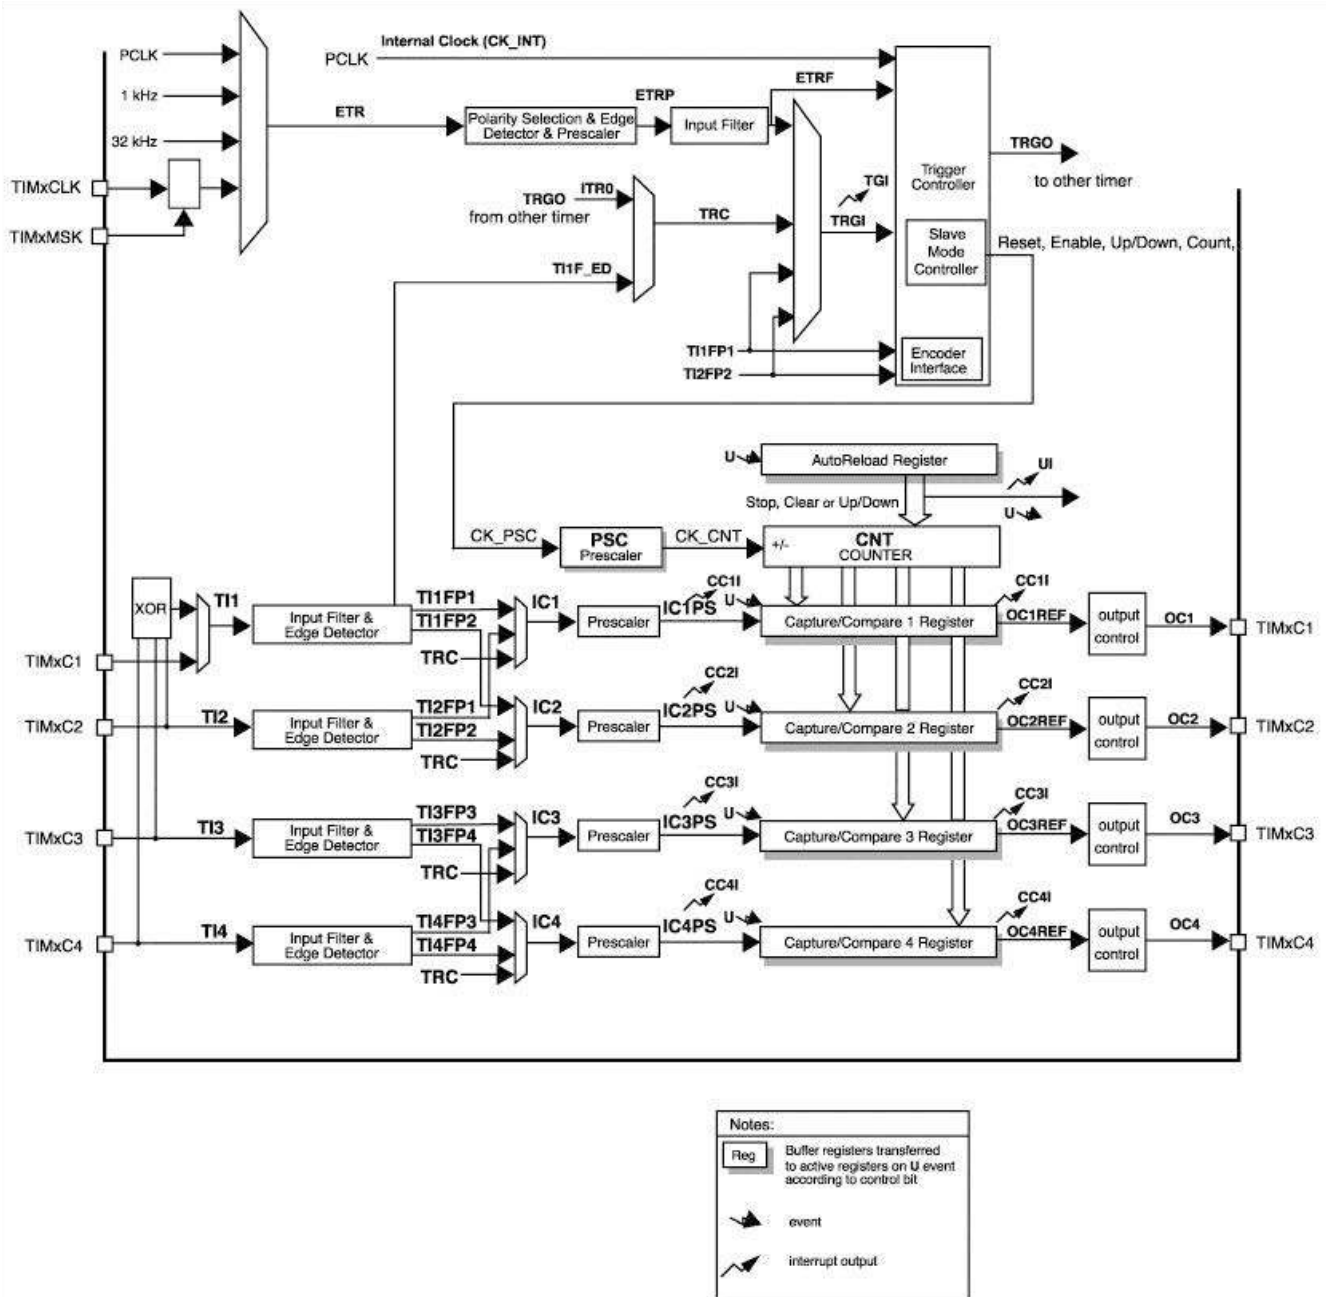 Internal Clock (CK_INT)
PCLK
PCLK
1 kHz
32 kHz
TIMxCLK
TIMxMSK
ETR
Polarity Selection & Edge
Detector & Prescaler
ETRP
Input Filter
ETRF
TRGO
to other timer
Trigger
Controller
ITR0
TRGO
from other timer
TRC
TGI
TRGI
Slave
Mode
Controller
Reset, Enable, Up/Down, Count,
TI1F_ED
TI1FP1
TI2FP2
Encoder
Interface
U
AutoReload Register
UI
Stop, Clear or Up/Down
U
CK_PSC
PSC
Prescaler
CK_CNT
+/-
CNT
COUNTER
XOR
TI1
Input Filter &
Edge Detector
TI1FP1
TI1FP2
TRC
IC1
Prescaler
CC1I
IC1PS
U
Capture/Compare 1 Register
CC1I
OC1REF
output
control
OC1
TIMxC1
TIMxC1
TIMxC2
TI2
Input Filter &
Edge Detector
TI2FP1
TI2FP2
TRC
IC2
Prescaler
CC2I
IC2PS
U
Capture/Compare 2 Register
CC2I
OC2REF
output
control
OC2
TIMxC2
TIMxC3
TI3
Input Filter &
Edge Detector
TI3FP3
TI3FP4
TRC
IC3
Prescaler
CC3I
IC3PS
U
Capture/Compare 3 Register
CC3I
OC3REF
output
control
OC3
TIMxC3
TIMxC4
TI4
Input Filter &
Edge Detector
TI4FP3
TI4FP4
TRC
IC4
Prescaler
CC4I
IC4PS
U
Capture/Compare 4 Register
CC4I
OC4REF
output
control
OC4
TIMxC4
Notes:
Reg
Buffer registers transferred
to active registers on U event
according to control bit
event
interrupt output